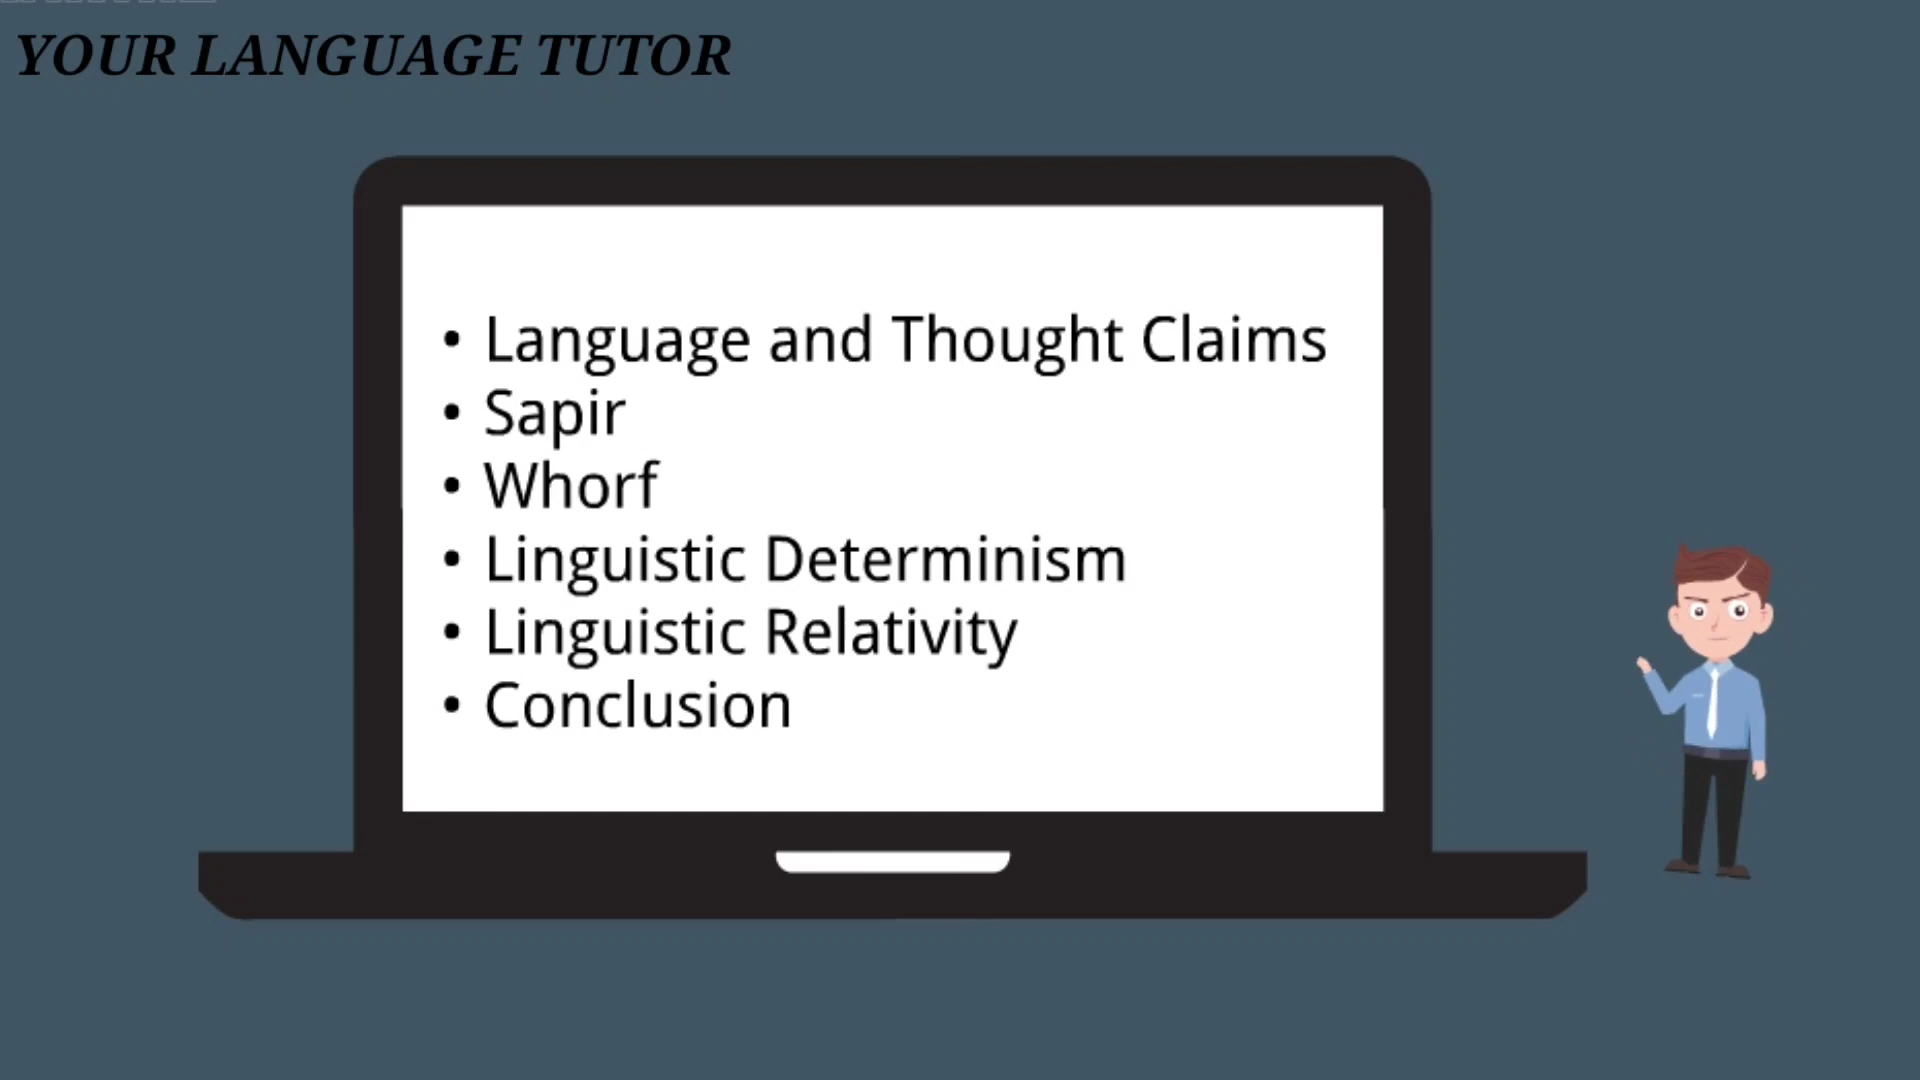 YOUR LANGUAGE TUTOR
• Language and Thought Claims
• Sapir
• Whorf
• Linguistic Determinism
• Linguistic Relativity
• Conclusion